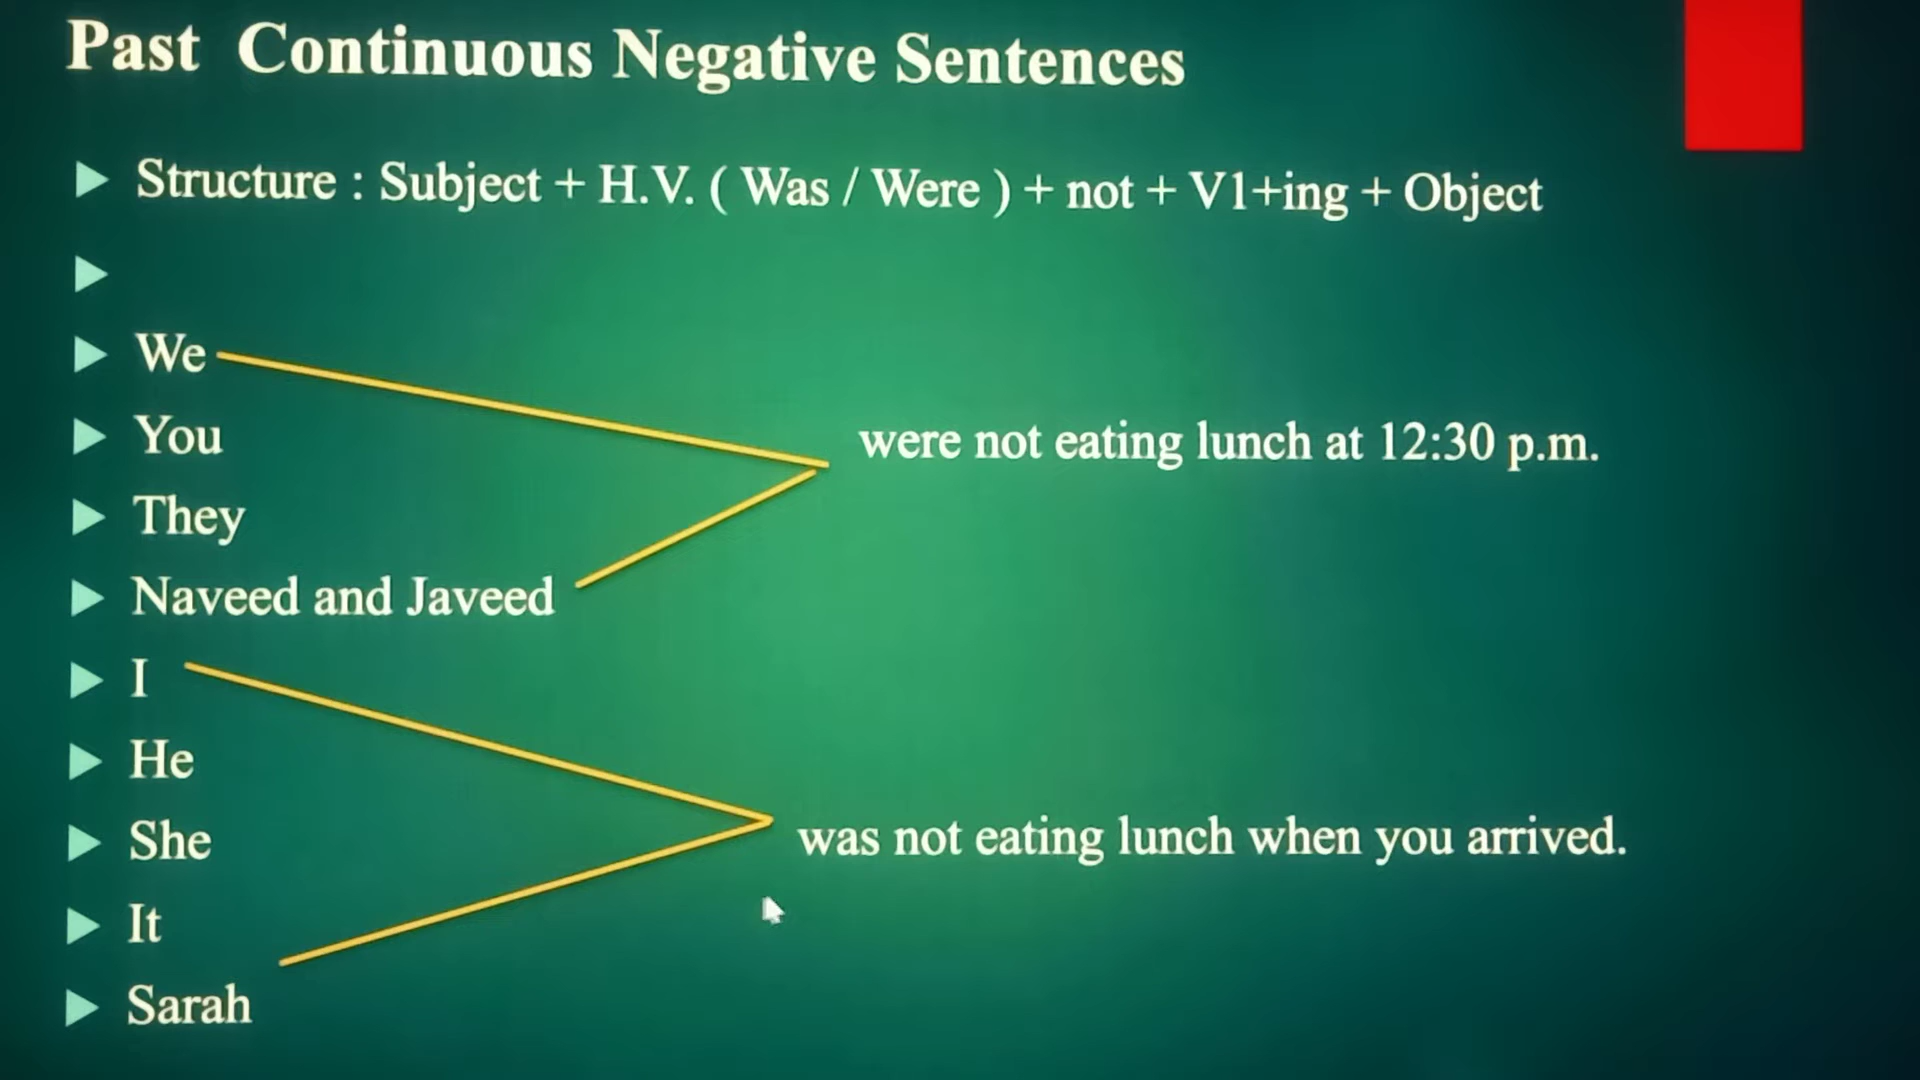 Past Continuous Negative Sentences
Structure : Subject + H.V. ( Was / Were ) + not + V1+ing + Object
We
You
were not eating lunch at 12:30 p.m.
They
Naveed and Javeed
I
He
She
was not eating lunch when you arrived.
It
Sarah